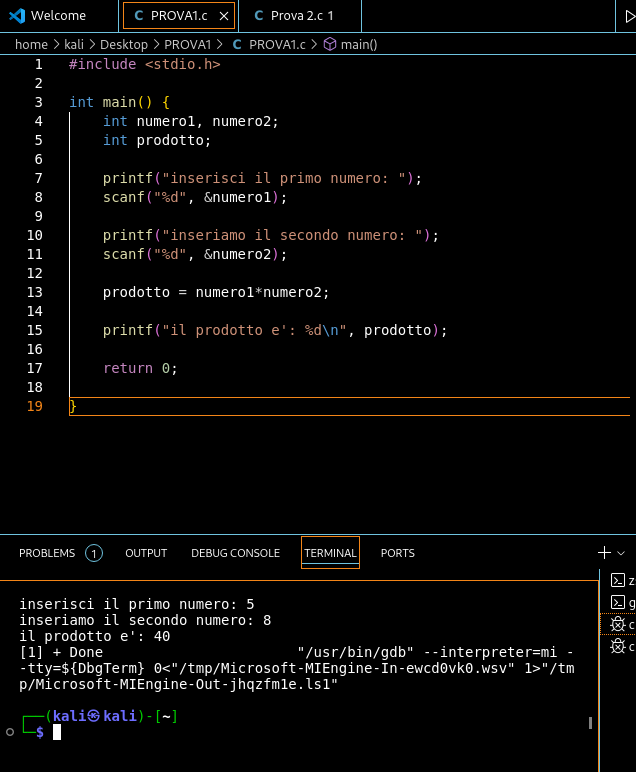 Welcome
C PROVA1.c
C Prova 2.c 1
home > kali > Desktop > PROVA1 > C PROVA1.c > main()
1 #include <stdio.h>
2
3 int main() {
4     int numero1, numero2;
5     int prodotto;
6
7     printf("inserisci il primo numero: ");
8     scanf("%d", &numero1);
9
10     printf("inseriamo il secondo numero: ");
11     scanf("%d", &numero2);
12
13     prodotto = numero1*numero2;
14
15     printf("il prodotto e': %d\n", prodotto);
16
17     return 0;
18
19 }
PROBLEMS 1 OUTPUT DEBUG CONSOLE TERMINAL PORTS
inserisci il primo numero: 5
inseriamo il secondo numero: 8
il prodotto e': 40
[1] + Done                       "/usr/bin/gdb" --interpreter=mi -
-tty=${DbgTerm} 0<"/tmp/Microsoft-MIEngine-In-ewcd0vk0.wsv" 1>"/tm
p/Microsoft-MIEngine-Out-jhqzfm1e.ls1"
┌──(kali㉿kali)-[~]
└─$